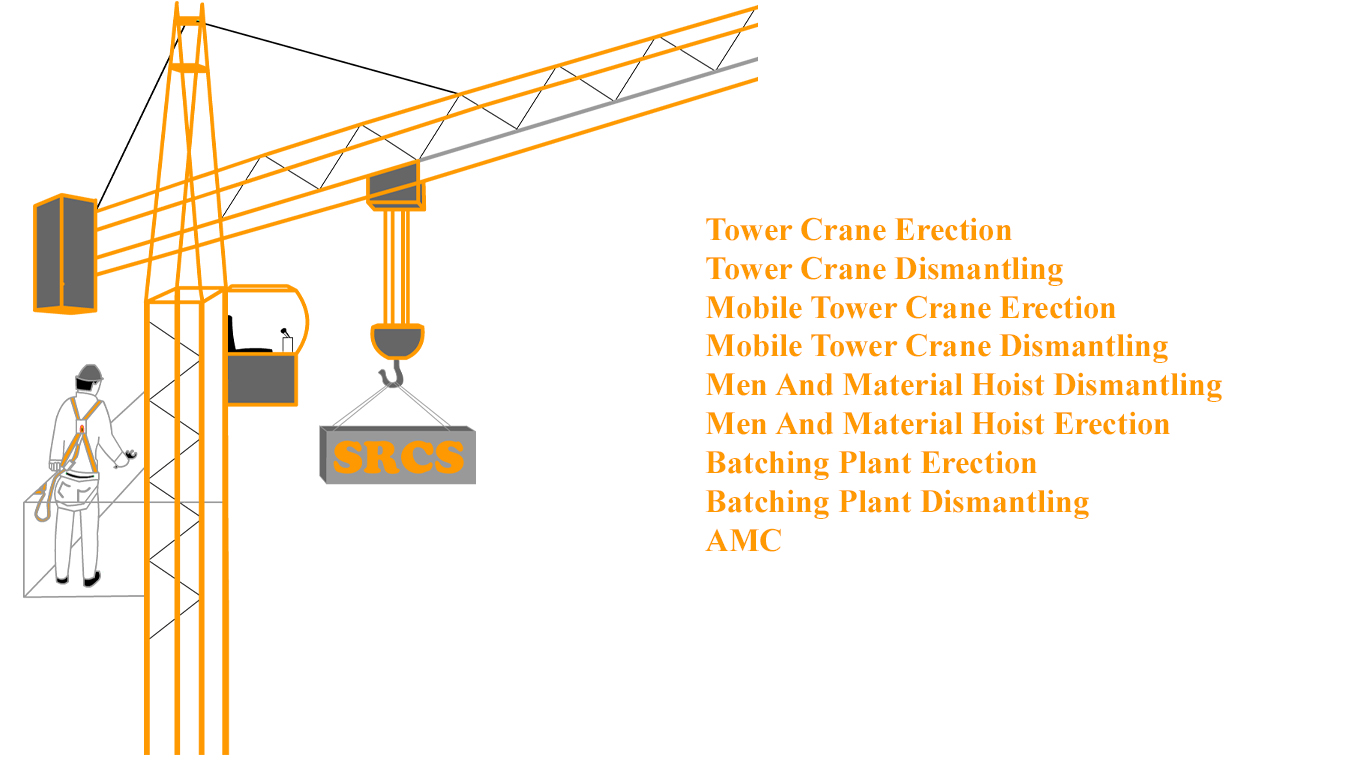 SRCS
Tower Crane Erection
Tower Crane Dismantling
Mobile Tower Crane Erection
Mobile Tower Crane Dismantling
Men And Material Hoist Dismantling
Men And Material Hoist Erection
Batching Plant Erection
Batching Plant Dismantling
AMC